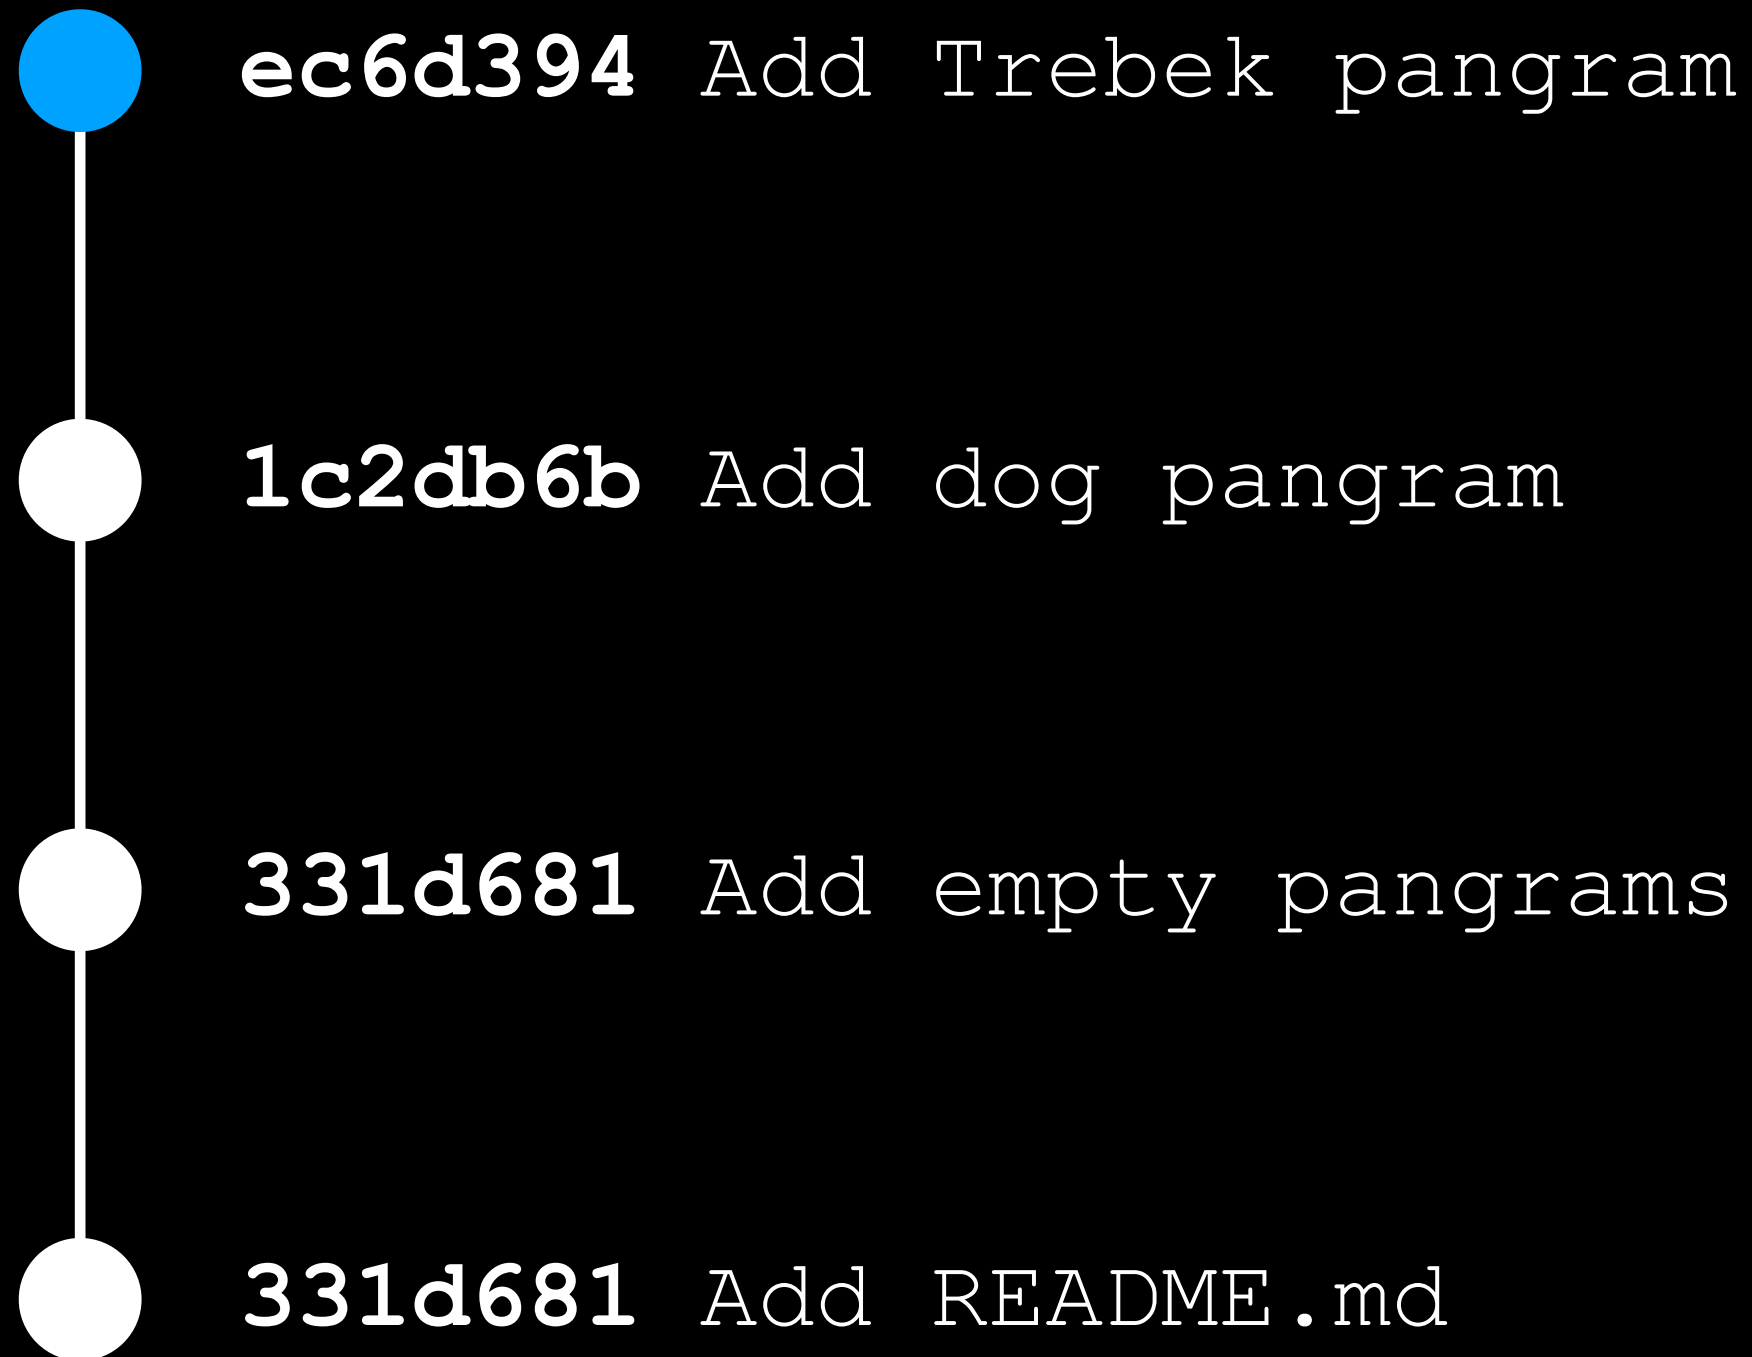 ec6d394 Add Trebek pangram
1c2db6b Add dog pangram
331d681 Add empty pangrams
331d681 Add README.md